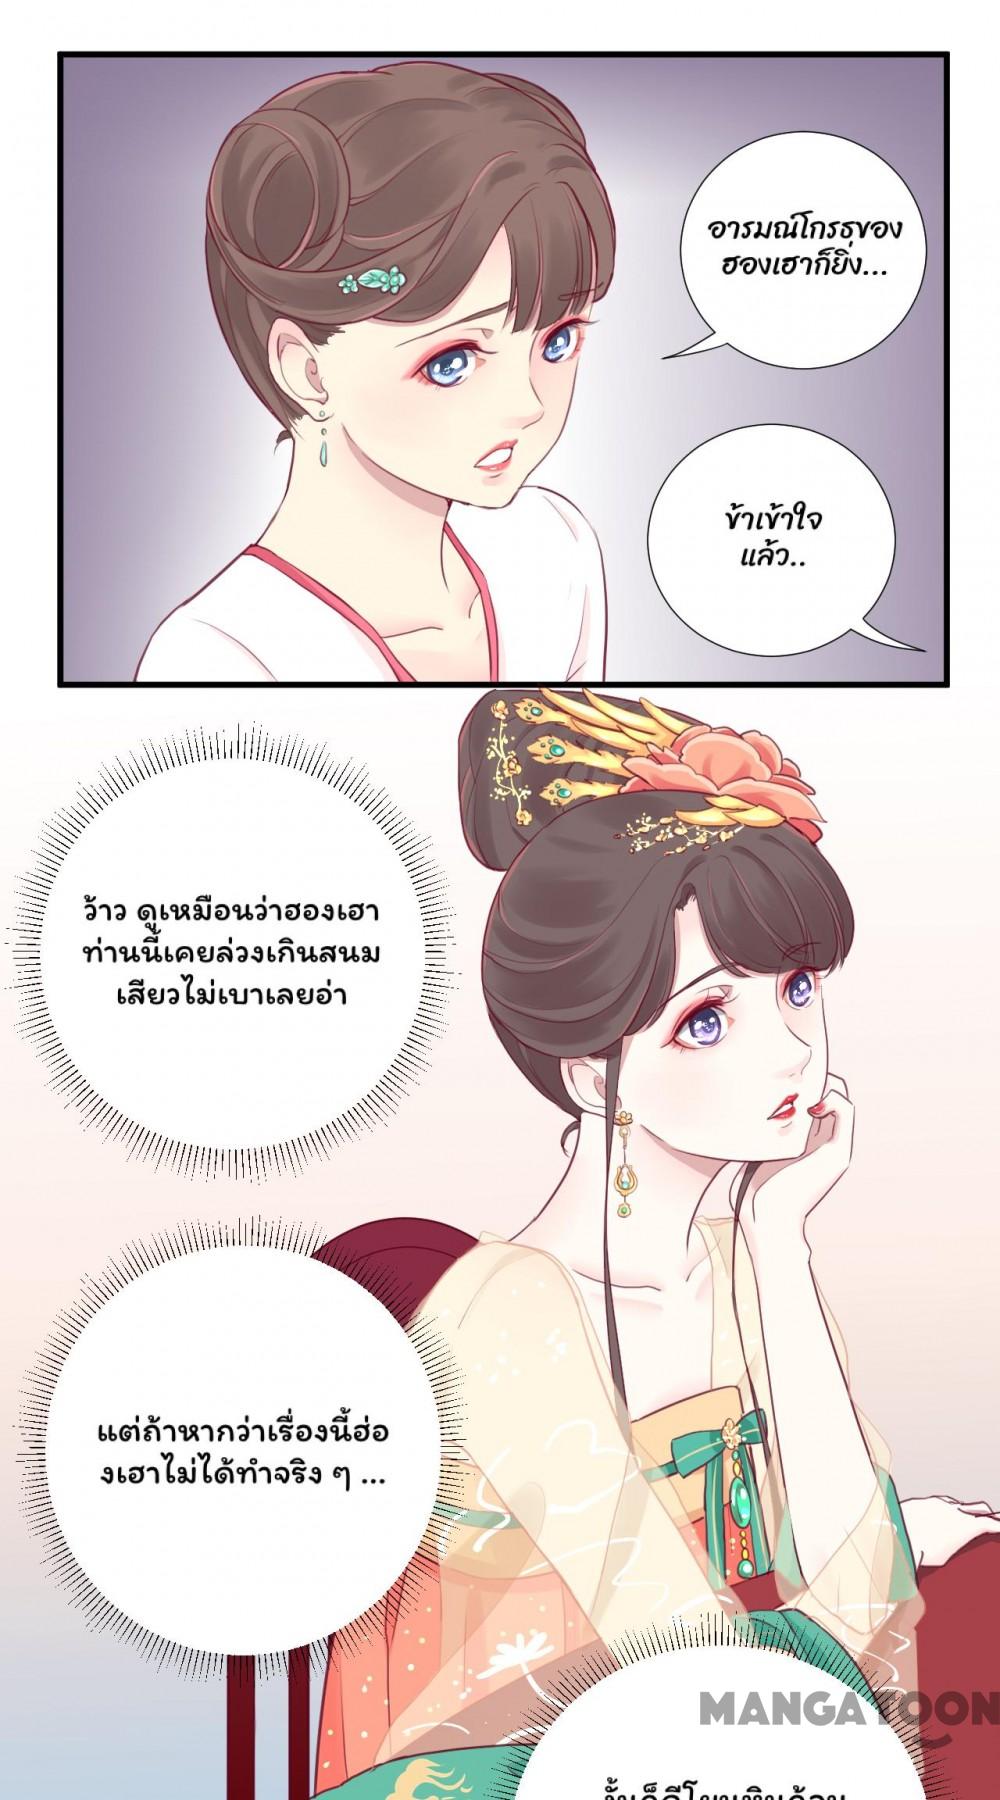 อารมณ์โกรธของ
ฮองเฮาก็ยิ่ง...
ข้าเข้าใจ
แล้ว..
ว้าว ดูเหมือนว่าฮองเฮา
ท่านนี้เคยล่วงเกินสนม
เสียวไม่เบาเลยอ่า
แต่ถ้าหากว่าเรื่องนี้ฮ่อ
งเฮาไม่ได้ทำจริง ๆ ...
MANGATOON